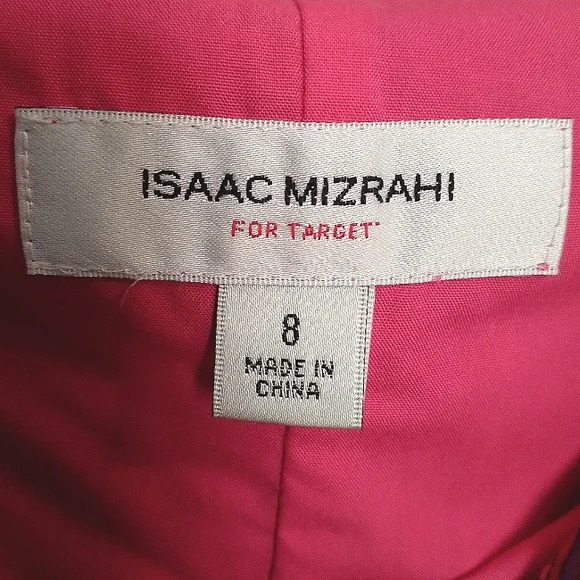 ISAAC MIZRAHI
FOR TARGET
8
MADE IN
CHINA